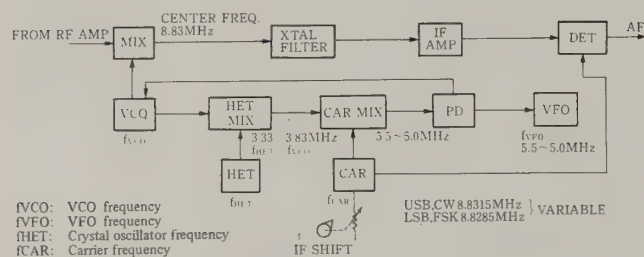 CENTER FREQ.
8.83MHz
FROM RF AMP
MIX
XTAL
FILTER
IF
AMP
DET
AF
VCO
fVCO
HET
MIX
3.33
fHET
3.83MHz
fVCO
CAR MIX
5.5~5.0MHz
PD
VFO
fVFO
5.5~5.0MHz
HET
fHET
CAR
fCAR
IF SHIFT
USB,CW 8.8315MHz
LSB,FSK 8.8285MHz
VARIABLE
fVCO: VCO frequency
fVFO: VFO frequency
fHET: Crystal oscillator frequency
fCAR: Carrier frequency